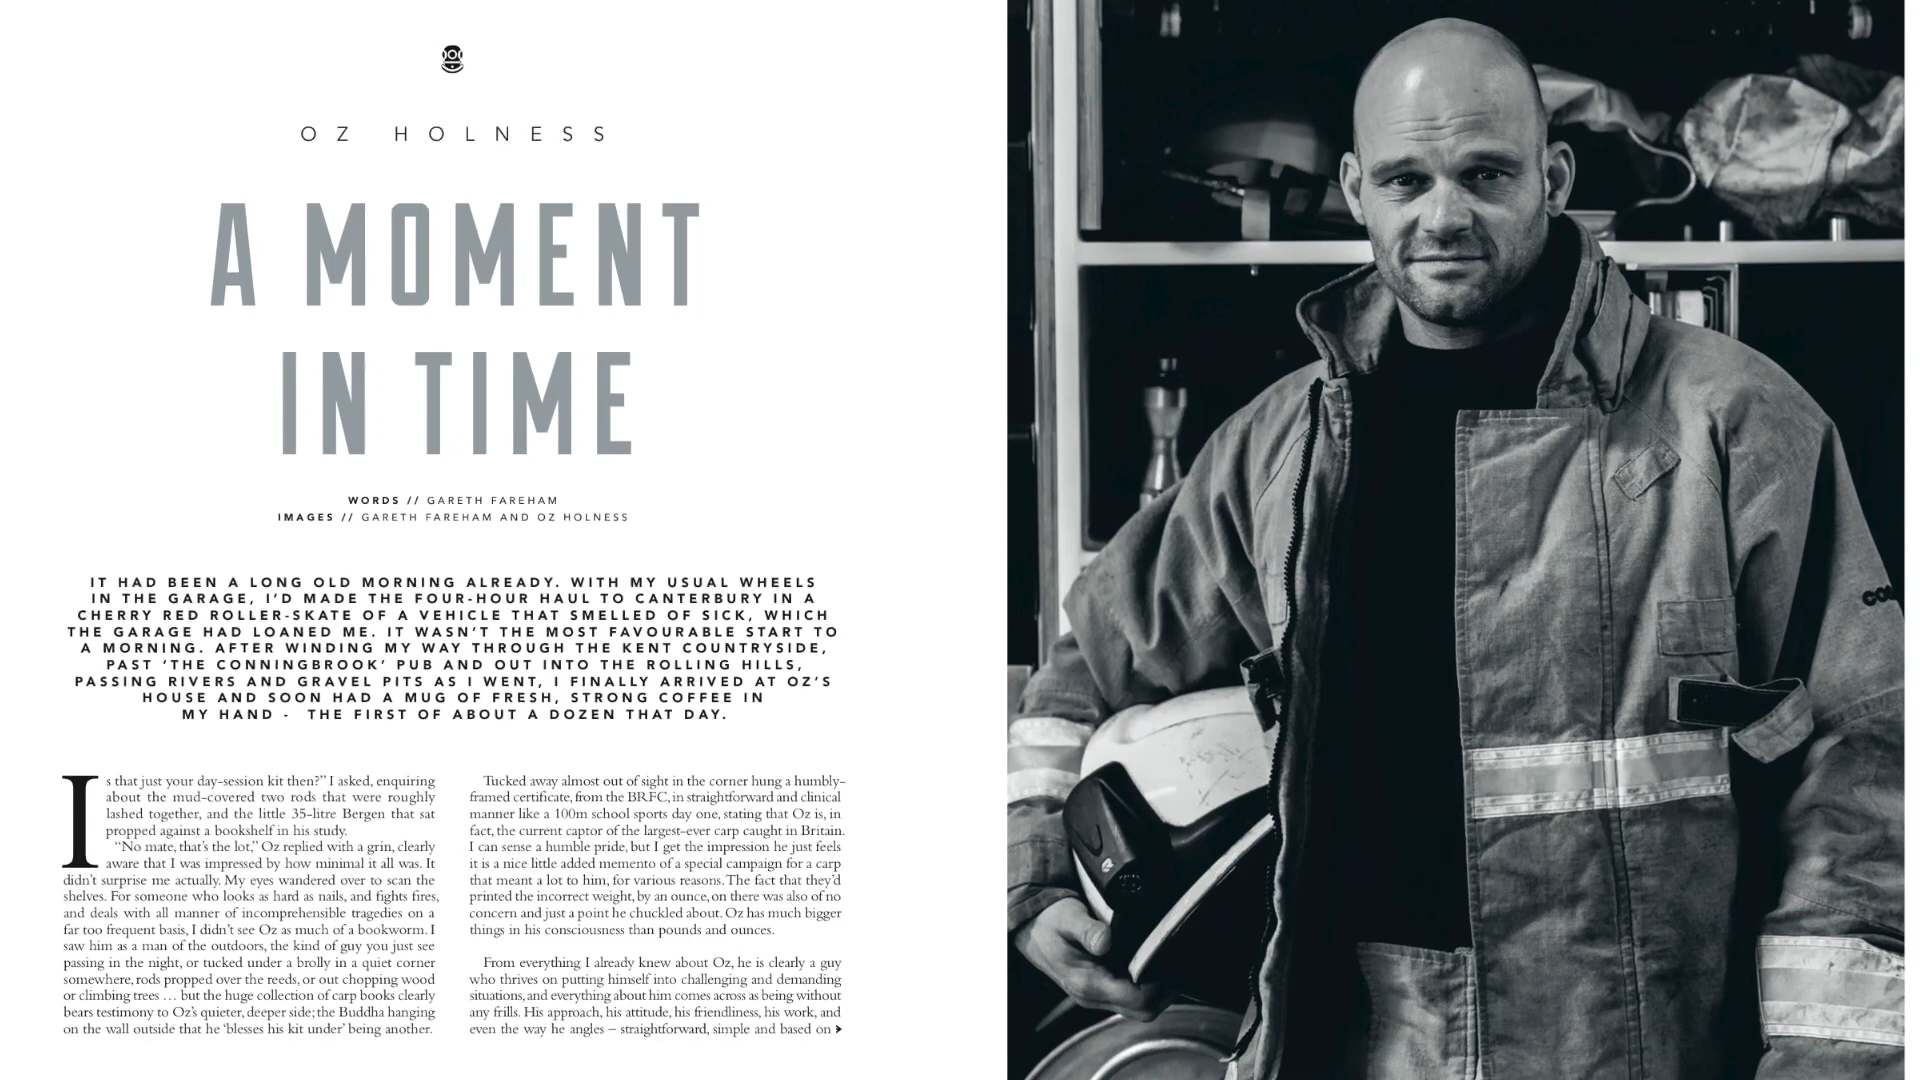 OZ HOLNESS
A MOMENT
IN TIME
WORDS // GARETH FAREHAM
IMAGES // GARETH FAREHAM AND OZ HOLNESS
IT HAD BEEN A LONG OLD MORNING ALREADY. WITH MY USUAL WHEELS
IN THE GARAGE, I'D MADE THE FOUR-HOUR HAUL TO CANTERBURY IN A
CHERRY RED ROLLER-SKATE OF A VEHICLE THAT SMELLED OF SICK, WHICH
THE GARAGE HAD LOANED ME. IT WASN'T THE MOST FAVOURABLE START TO
A MORNING. AFTER WINDING MY WAY THROUGH THE KENT COUNTRYSIDE,
PAST 'THE CONNINGBROOK' PUB AND OUT INTO THE ROLLING HILLS,
PASSING RIVERS AND GRAVEL PITS AS I WENT, I FINALLY ARRIVED AT OZ'S
HOUSE AND SOON HAD A MUG OF FRESH, STRONG COFFEE IN
MY HAND - THE FIRST OF ABOUT A DOZEN THAT DAY.
Is that just your day-session kit then?" I asked, enquiring
about the mud-covered two rods that were roughly
lashed together, and the little 35-litre Bergen that sat
propped against a bookshelf in his study.
"No mate, that's the lot," Oz replied with a grin, clearly
aware that I was impressed by how minimal it all was. It
didn't surprise me actually. My eyes wandered over to scan the
shelves. For someone who looks as hard as nails, and fights fires,
and deals with all manner of incomprehensible tragedies on a
far too frequent basis, I didn't see Oz as much of a bookworm. I
saw him as a man of the outdoors, the kind of guy you just see
passing in the night, or tucked under a brolly in a quiet corner
somewhere, rods propped over the reeds, or out chopping wood
or climbing trees … but the huge collection of carp books clearly
bears testimony to Oz's quieter, deeper side; the Buddha hanging
on the wall outside that he 'blesses his kit under' being another.
Tucked away almost out of sight in the corner hung a humbly-
framed certificate, from the BRFC, in straightforward and clinical
manner like a 100m school sports day one, stating that Oz is, in
fact, the current captor of the largest-ever carp caught in Britain.
I can sense a humble pride, but I get the impression he just feels
it is a nice little added memento of a special campaign for a carp
that meant a lot to him, for various reasons. The fact that they'd
printed the incorrect weight, by an ounce, on there was also of no
concern and just a point he chuckled about. Oz has much bigger
things in his consciousness than pounds and ounces.
From everything I already knew about Oz, he is clearly a guy
who thrives on putting himself into challenging and demanding
situations, and everything about him comes across as being without
any frills. His approach, his attitude, his friendliness, his work, and
even the way he angles – straightforward, simple and based on